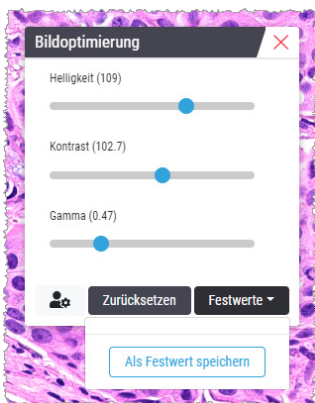 Bildoptimierung
Helligkeit (109)
Kontrast (102.7)
Gamma (0.47)
Zurücksetzen Festwerte
Als Festwert speichern